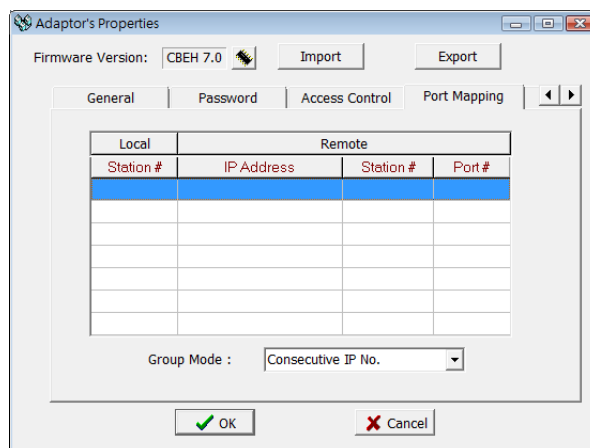 Adaptor's Properties
Firmware Version: CBEH 7.0 Import Export
General Password Access Control Port Mapping
Local Remote
Station # IP Address Station # Port #
Group Mode : Consecutive IP No.
OK Cancel